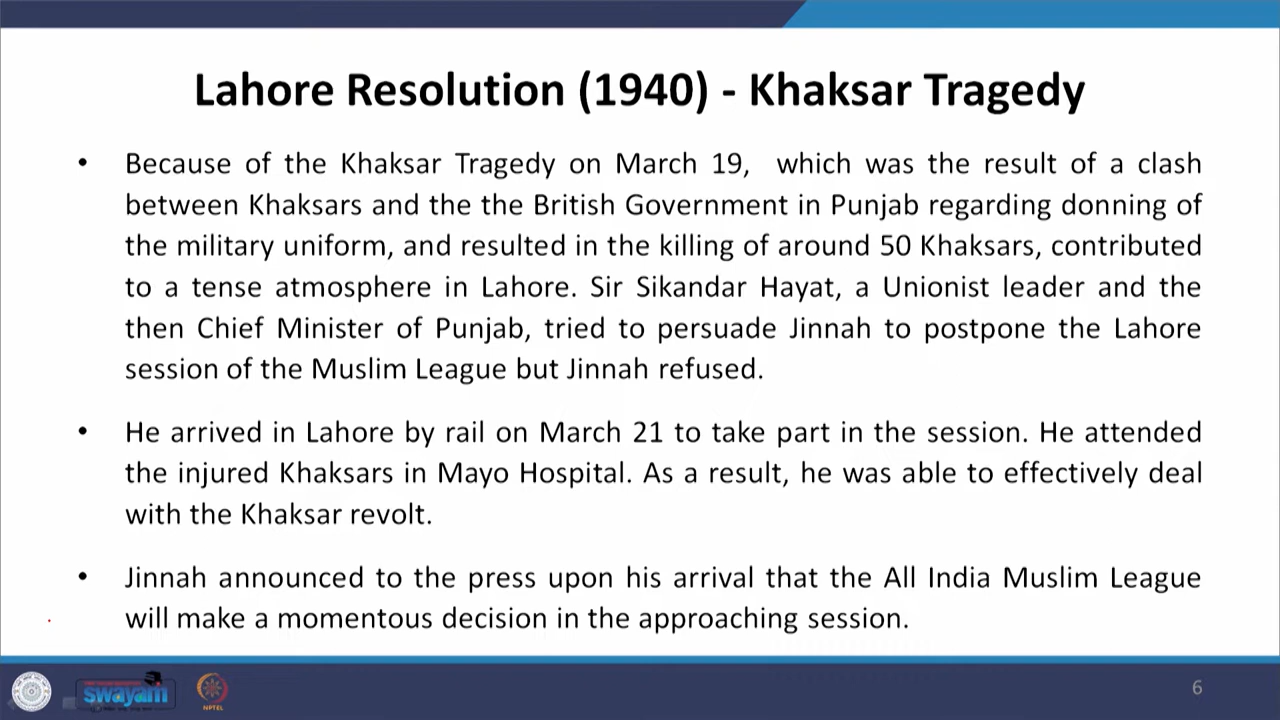 Lahore Resolution (1940) - Khaksar Tragedy
• Because of the Khaksar Tragedy on March 19, which was the result of a clash
between Khaksars and the the British Government in Punjab regarding donning of
the military uniform, and resulted in the killing of around 50 Khaksars, contributed
to a tense atmosphere in Lahore. Sir Sikandar Hayat, a Unionist leader and the
then Chief Minister of Punjab, tried to persuade Jinnah to postpone the Lahore
session of the Muslim League but Jinnah refused.
• He arrived in Lahore by rail on March 21 to take part in the session. He attended
the injured Khaksars in Mayo Hospital. As a result, he was able to effectively deal
with the Khaksar revolt.
• Jinnah announced to the press upon his arrival that the All India Muslim League
will make a momentous decision in the approaching session.
swayam
NPTEL
6